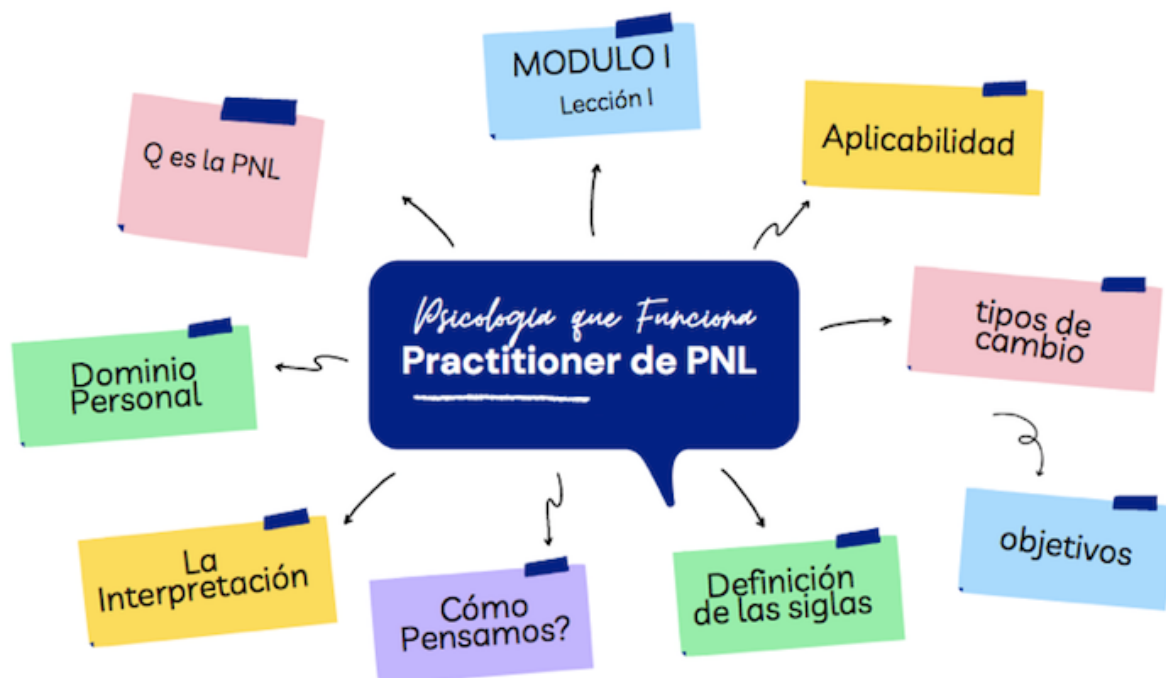 MODULO I
Lección I
Q es la PNL
Aplicabilidad
Psicología que Funciona
Practitioner de PNL
tipos de
cambio
Dominio
Personal
objetivos
La
Interpretación
Cómo
Pensamos?
Definición
de las siglas